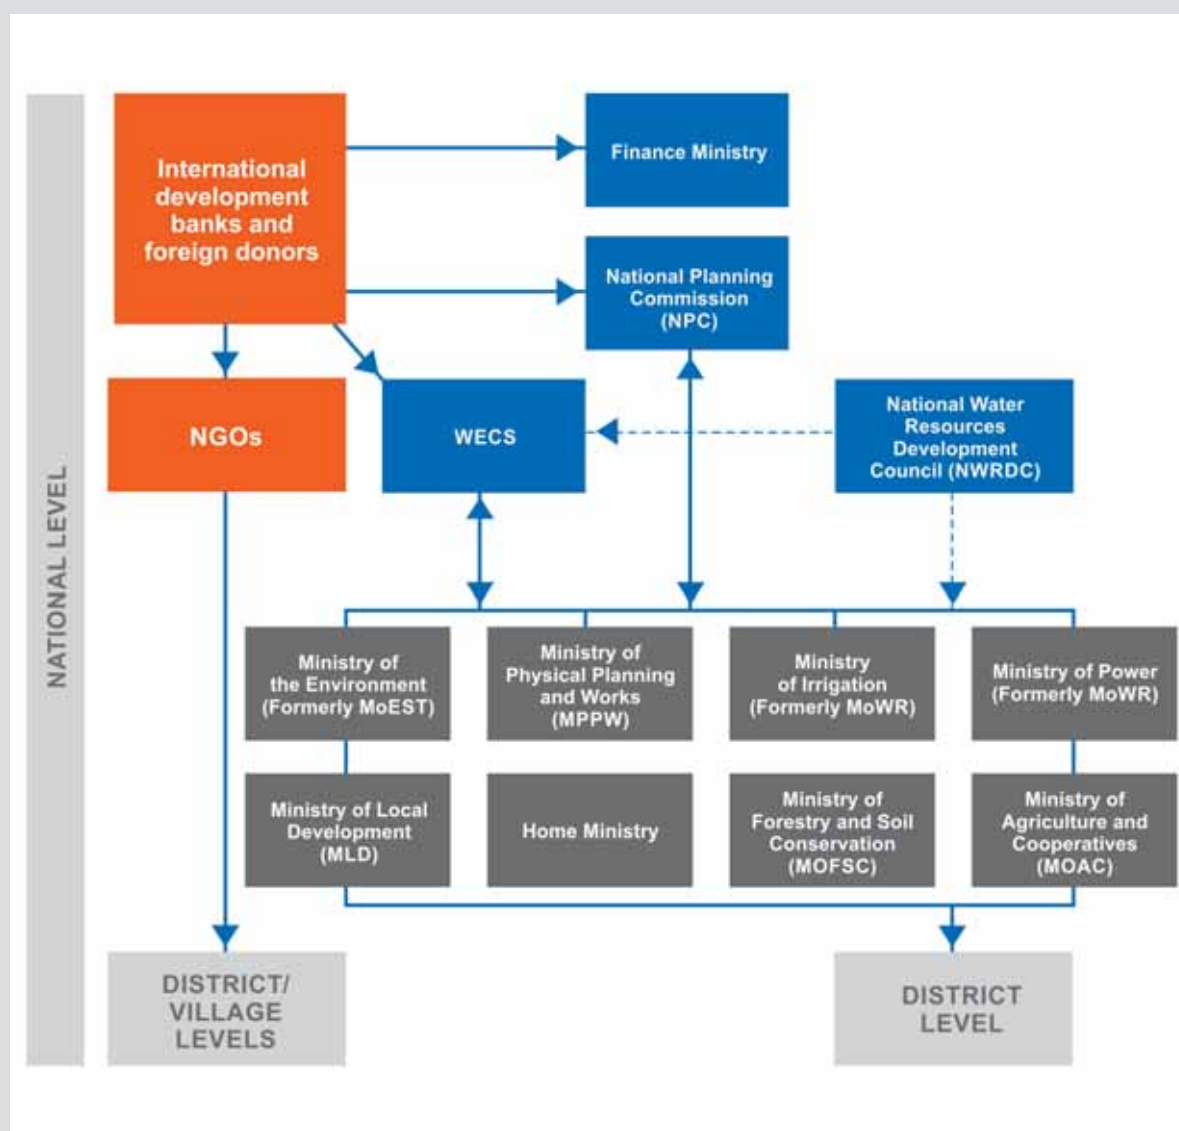 NATIONAL LEVEL
International
development
banks and
foreign donors
Finance Ministry
National Planning
Commission
(NPC)
NGOs
WECS
National Water
Resources
Development
Council (NWRDC)
Ministry of
the Environment
(Formerly MoEST)
Ministry of
Physical Planning
and Works
(MPPW)
Ministry
of Irrigation
(Formerly MoWR)
Ministry of Power
(Formerly MoWR)
Ministry of Local
Development
(MLD)
Home Ministry
Ministry of
Forestry and Soil
Conservation
(MOFSC)
Ministry of
Agriculture and
Cooperatives
(MOAC)
DISTRICT/
VILLAGE
LEVELS
DISTRICT
LEVEL